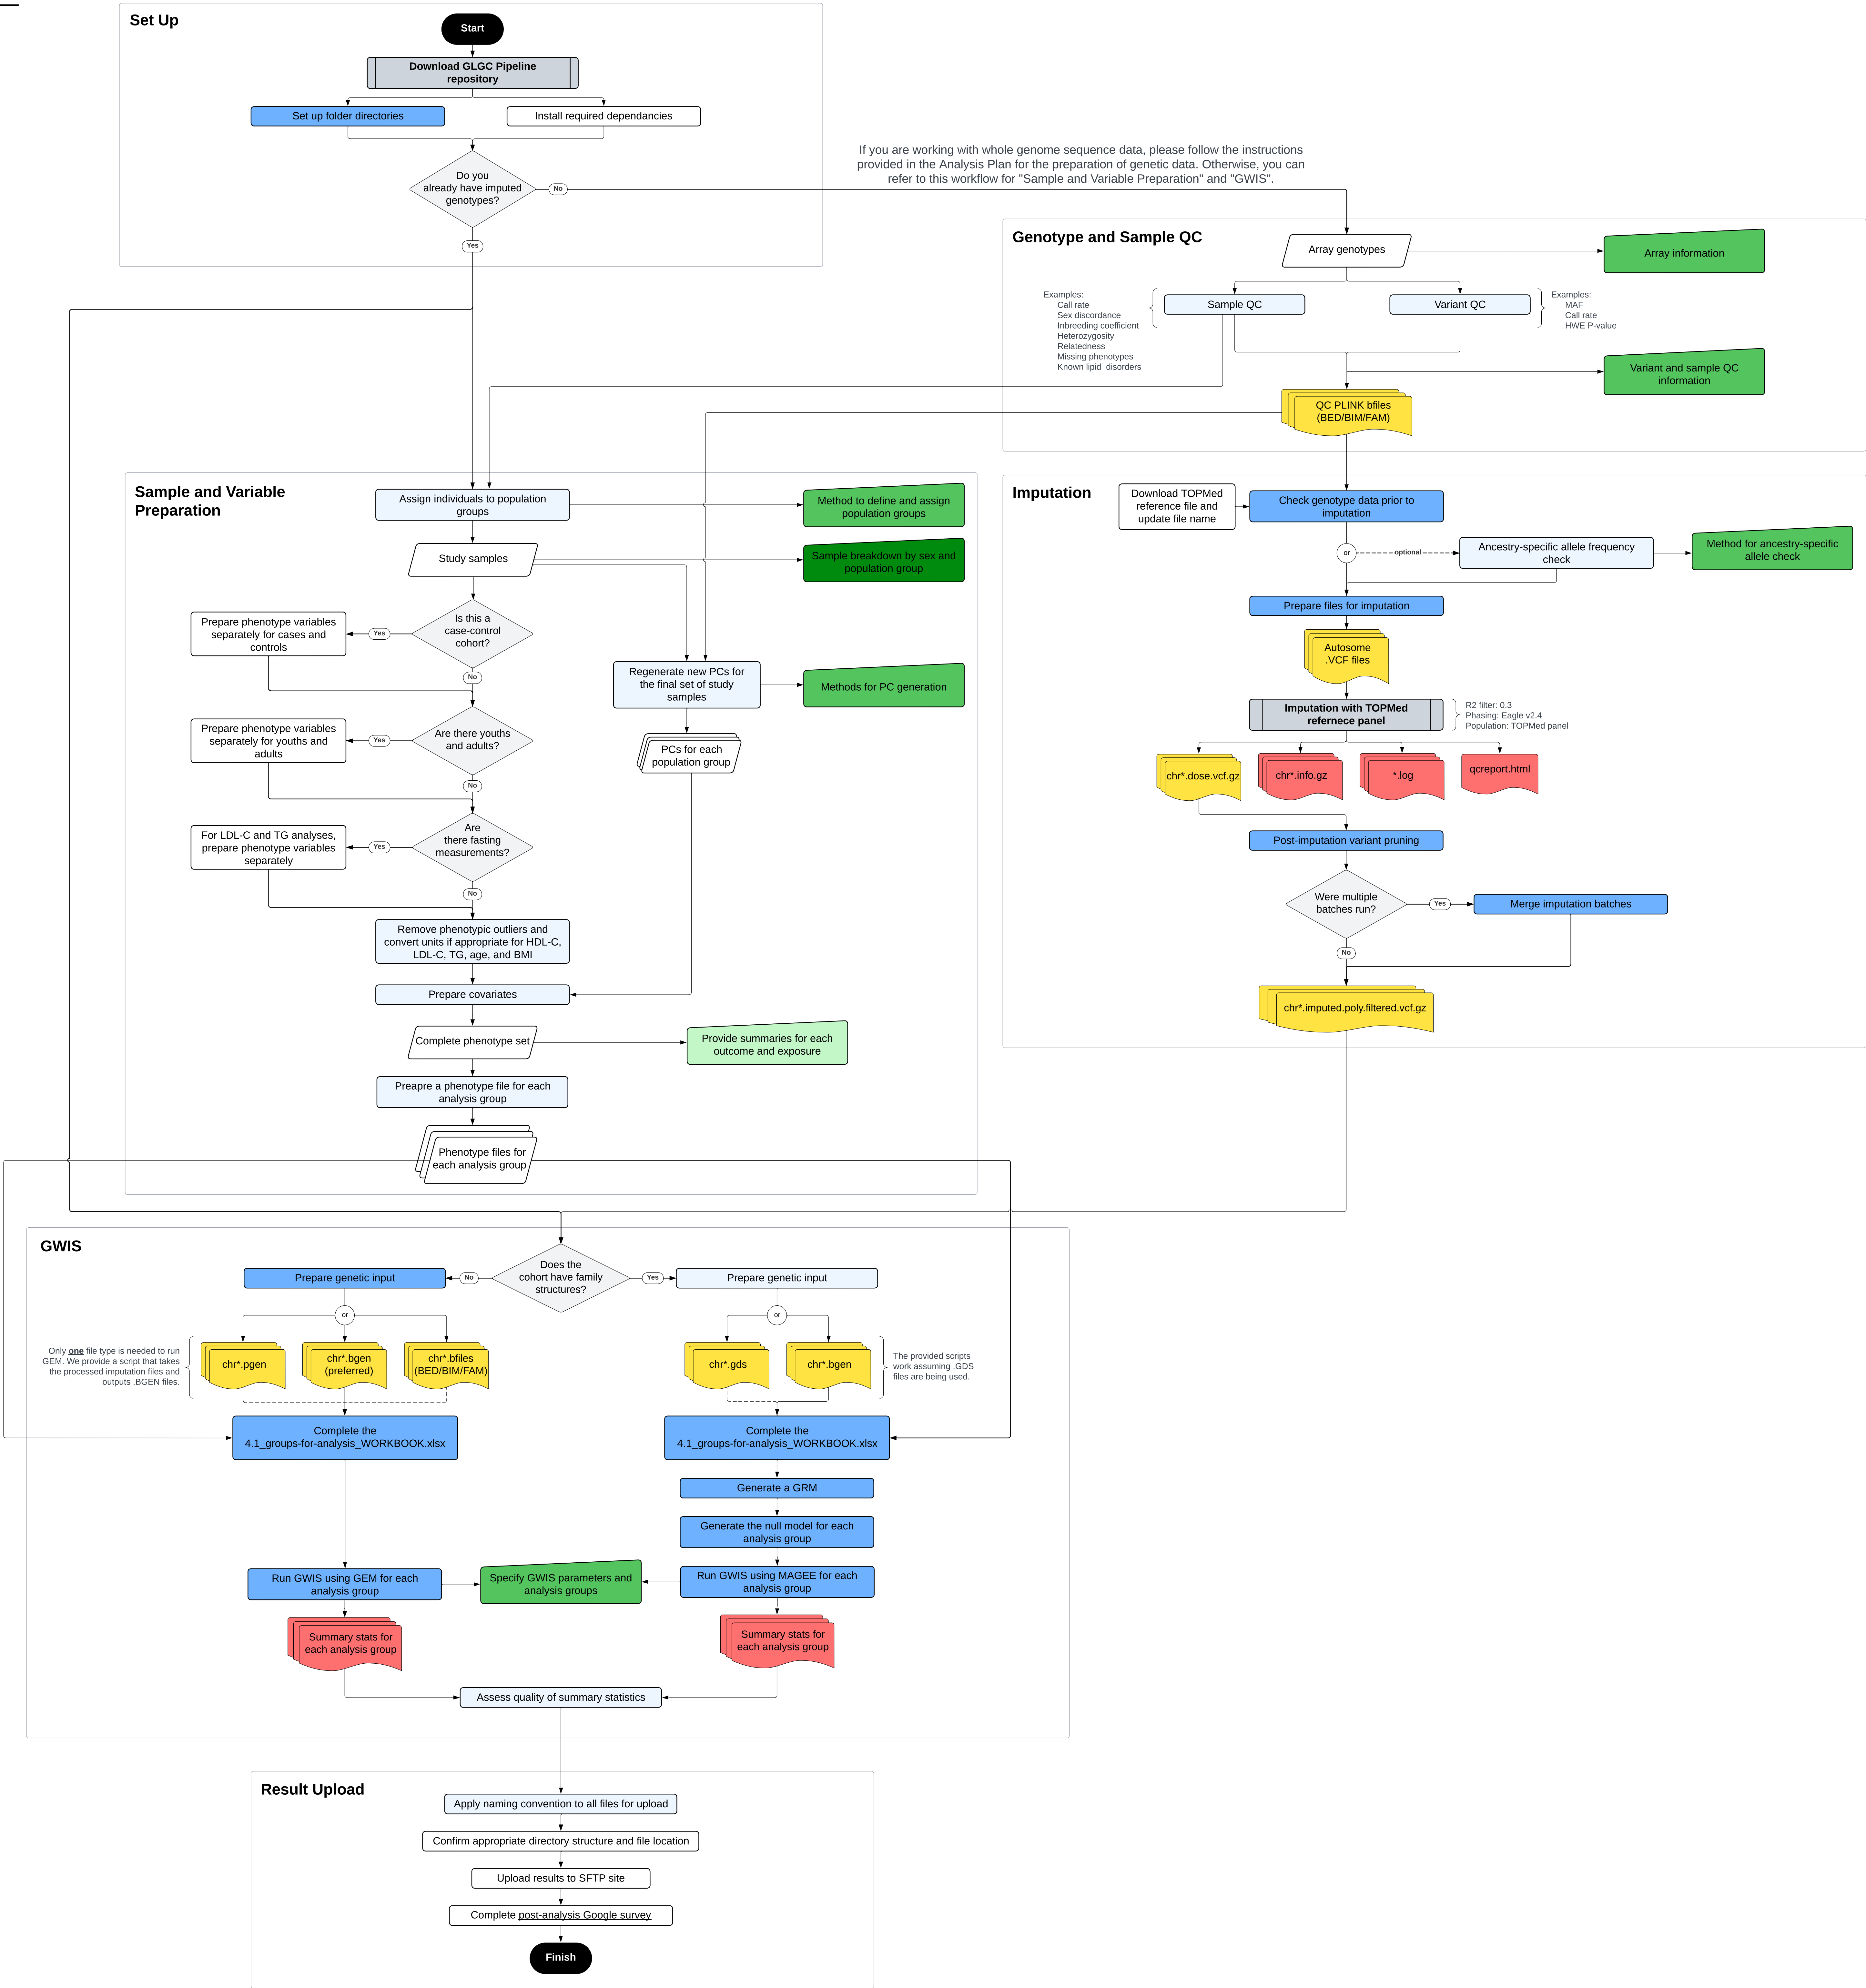 Set Up
Start
Download GLGC Pipeline
repository
Set up folder directories
Install required dependancies
Do you
already have imputed
genotypes?
No
Yes
If you are working with whole genome sequence data, please follow the instructions
provided in the Analysis Plan for the preparation of genetic data. Otherwise, you can
refer to this workflow for "Sample and Variable Preparation" and "GWIS".
Genotype and Sample QC
Array genotypes
Array information
Examples:
Call rate
Sex discordance
Inbreeding coefficient
Heterozygosity
Relatedness
Missing phenotypes
Known lipid  disorders
Sample QC
Variant QC
Examples:
MAF
Call rate
HWE P-value
Variant and sample QC
information
QC PLINK bfiles
(BED/BIM/FAM)
Sample and Variable
Preparation
Assign individuals to population
groups
Method to define and assign
population groups
Study samples
Sample breakdown by sex and
population group
Is this a
case-control
cohort?
Yes
Prepare phenotype variables
separately for cases and
controls
No
Regenerate new PCs for
the final set of study
samples
Methods for PC generation
Are there youths
and adults?
Yes
Prepare phenotype variables
separately for youths and
adults
No
PCs for each
population group
Are
there fasting
measurements?
Yes
For LDL-C and TG analyses,
prepare phenotype variables
separately
No
Remove phenotypic outliers and
convert units if appropriate for HDL-C,
LDL-C, TG, age, and BMI
Prepare covariates
Complete phenotype set
Provide summaries for each
outcome and exposure
Preapre a phenotype file for each
analysis group
Phenotype files for
each analysis group
Imputation
Download TOPMed
reference file and
update file name
Check genotype data prior to
imputation
or
optional
Ancestry-specific allele frequency
check
Method for ancestry-specific
allele check
Prepare files for imputation
Autosome
.VCF files
Imputation with TOPMed
refernece panel
R2 filter: 0.3
Phasing: Eagle v2.4
Population: TOPMed panel
chr*.dose.vcf.gz
chr*.info.gz
*.log
qcreport.html
Post-imputation variant pruning
Were multiple
batches run?
Yes
Merge imputation batches
No
chr*.imputed.poly.filtered.vcf.gz
GWIS
Does the
cohort have family
structures?
No
Yes
Prepare genetic input
Prepare genetic input
or
or
Only one file type is needed to run
GEM. We provide a script that takes
the processed imputation files and
outputs .BGEN files.
chr*.pgen
chr*.bgen
(preferred)
chr*.bfiles
(BED/BIM/FAM)
chr*.gds
chr*.bgen
The provided scripts
work assuming .GDS
files are being used.
Complete the
4.1_groups-for-analysis_WORKBOOK.xlsx
Complete the
4.1_groups-for-analysis_WORKBOOK.xlsx
Generate a GRM
Generate the null model for each
analysis group
Run GWIS using GEM for each
analysis group
Specify GWIS parameters and
analysis groups
Run GWIS using MAGEE for each
analysis group
Summary stats for
each analysis group
Summary stats for
each analysis group
Assess quality of summary statistics
Result Upload
Apply naming convention to all files for upload
Confirm appropriate directory structure and file location
Upload results to SFTP site
Complete post-analysis Google survey
Finish